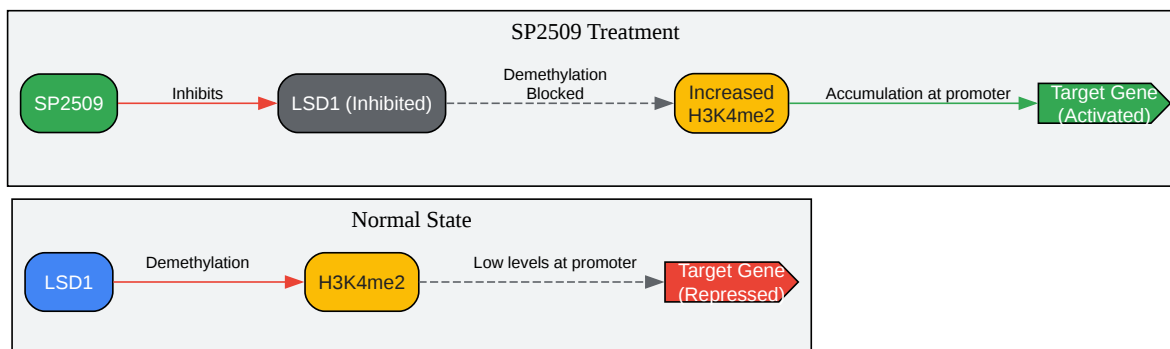 SP2509 Treatment
SP2509
Inhibits
LSD1 (Inhibited)
Demethylation
Blocked
Increased
H3K4me2
Accumulation at promoter
Target Gene
(Activated)
Normal State
LSD1
Demethylation
H3K4me2
Low levels at promoter
Target Gene
(Repressed)